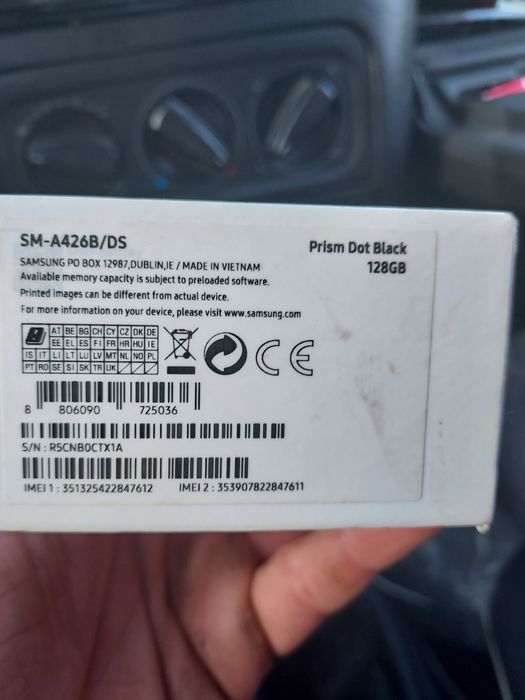 SM-A426B/DS
Prism Dot Black
128GB
SAMSUNG PO BOX 12987,DUBLIN,IE / MADE IN VIETNAM
Available memory capacity is subject to preloaded software.
Printed images can be different from actual device.
For more information on your device, please visit www.samsung.com
AT BE BG CH CY CZ DK DE
EE EL ES FI FR HR HU IE
IS IT LI LT LU LV MT NL NO PL
PT RO SE SI SK TR UK
CE
8 806090 725036
S/N : R5CNB0CTX1A
IMEI 1 : 351325422847612 IMEI 2 : 353907822847611